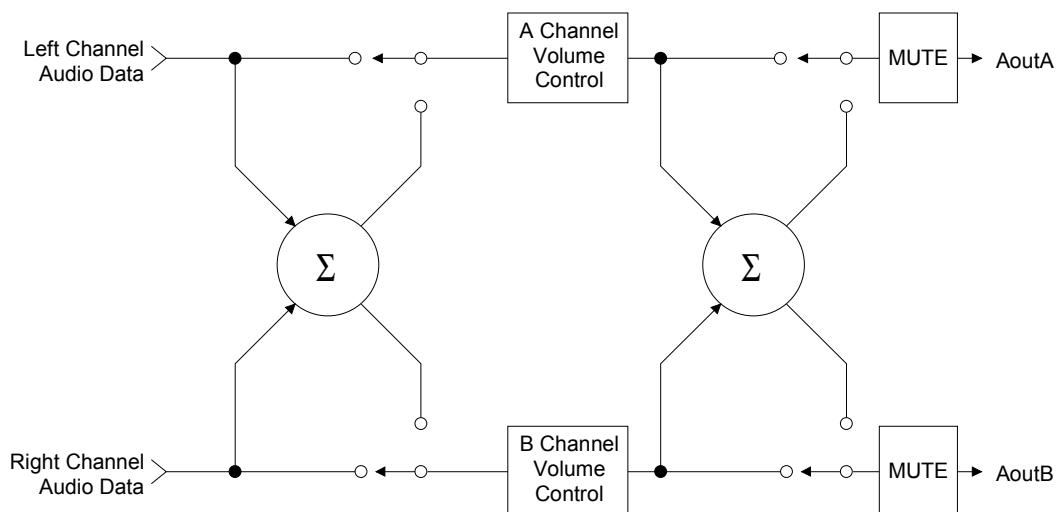 Left Channel
Audio Data
A Channel
Volume
Control
MUTE
AoutA
Σ
Σ
Right Channel
Audio Data
B Channel
Volume
Control
MUTE
AoutB